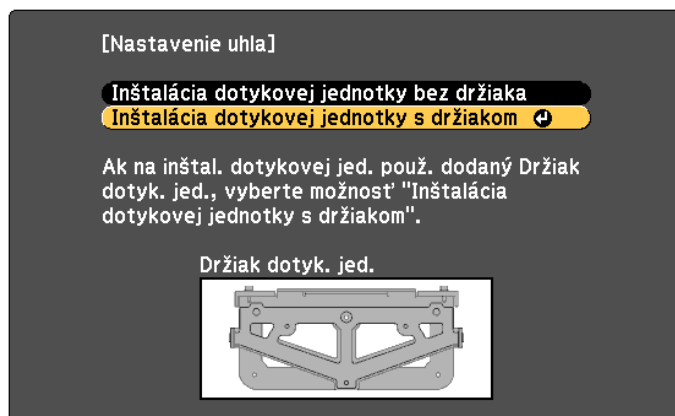 [Nastavenie uhla]
Inštalácia dotykovej jednotky bez držiaka
Inštalácia dotykovej jednotky s držiakom
Ak na inštal. dotykovej jed. použ. dodaný Držiak
dotyk. jed., vyberte možnosť "Inštalácia
dotykovej jednotky s držiakom".
Držiak dotyk. jed.